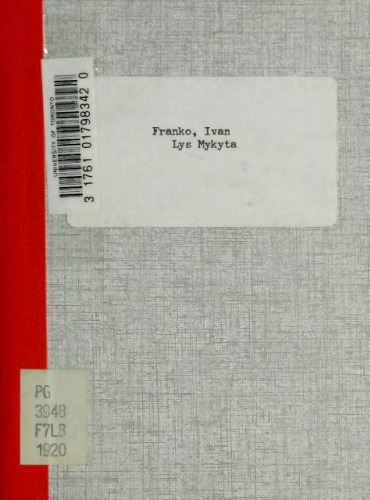 UNIVERSITY OF TORONTO
3 1761 01798342 0
Franko, Ivan
Lys Mykyta
PG
3948
F7L8
1920